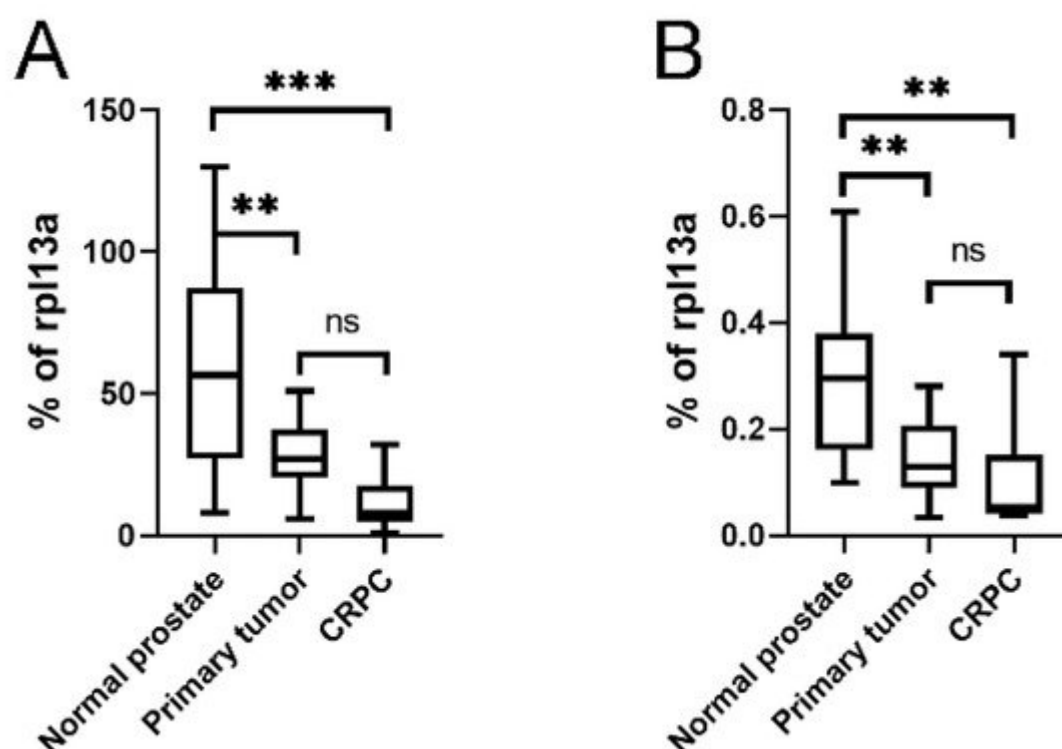 A
% of rpl13a
150
100
50
0
***
**
ns
Normal prostate
Primary tumor
CRPC
B
% of rpl13a
0.8
0.6
0.4
0.2
0.0
**
**
ns
Normal prostate
Primary tumor
CRPC